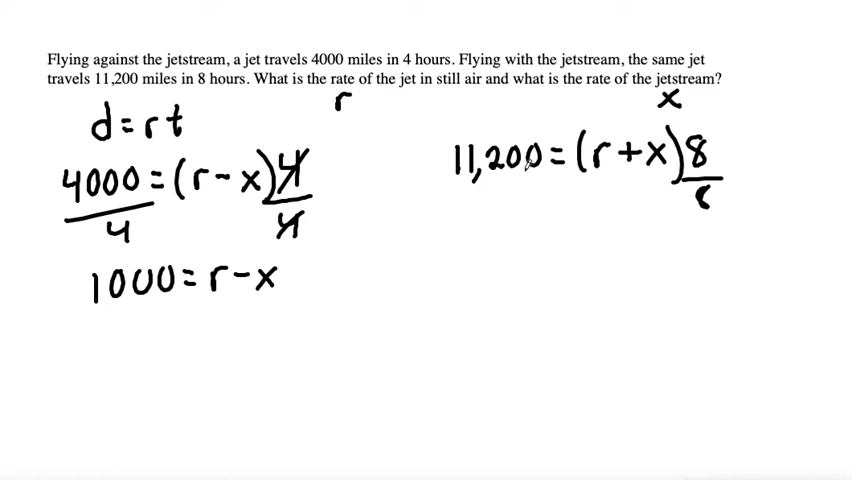 Flying against the jetstream, a jet travels 4000 miles in 4 hours. Flying with the jetstream, the same jet
travels 11,200 miles in 8 hours. What is the rate of the jet in still air and what is the rate of the jetstream?
r x
d = rt
4000 = (r - x)4
4 4
1000 = r - x
11,200 = (r + x)8
8